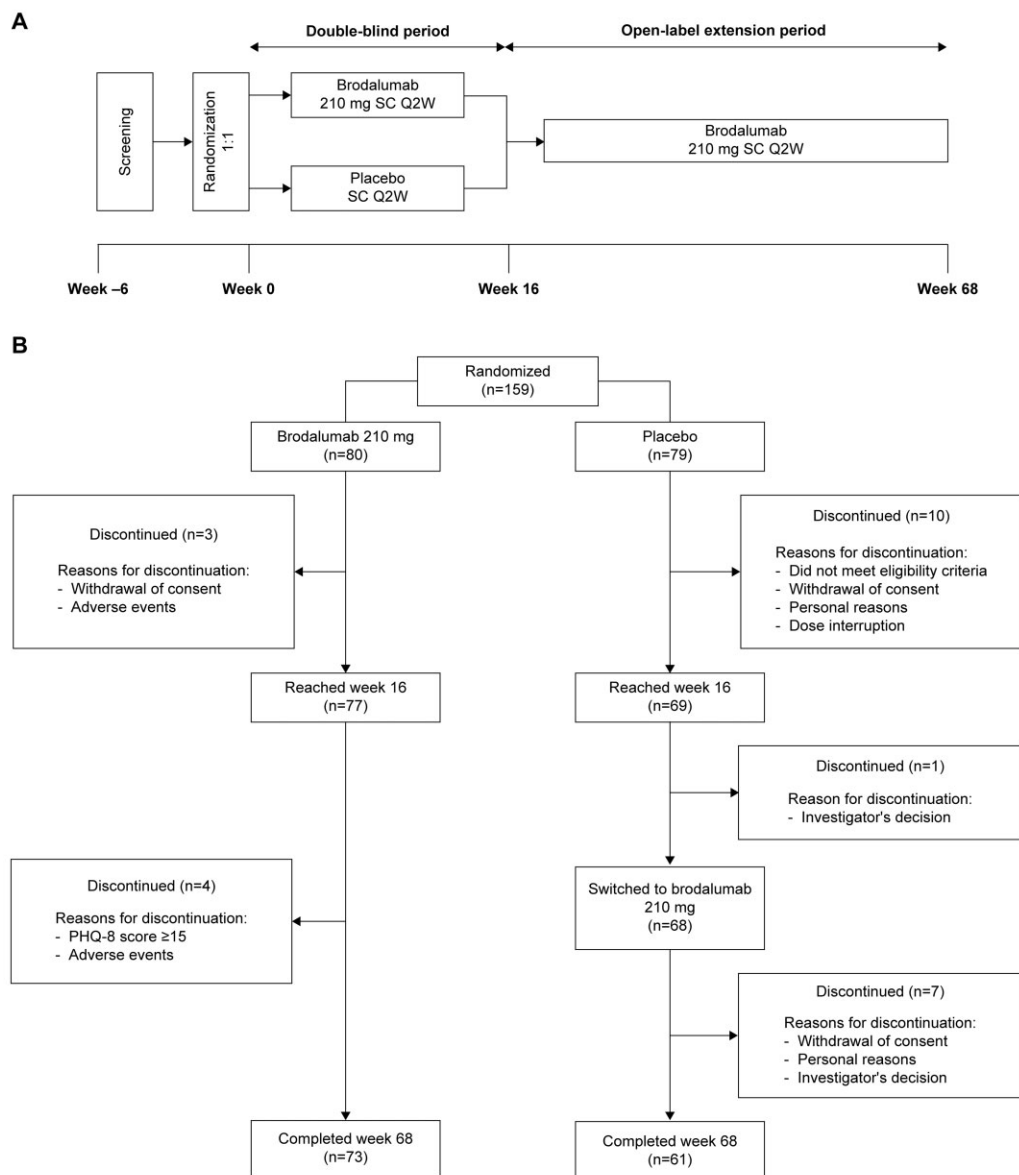 A
Double-blind period
Open-label extension period
Screening
Randomization
1:1
Brodalumab
210 mg SC Q2W
Placebo
SC Q2W
Brodalumab
210 mg SC Q2W
Week –6
Week 0
Week 16
Week 68
B
Randomized
(n=159)
Brodalumab 210 mg
(n=80)
Placebo
(n=79)
Discontinued (n=3)
Reasons for discontinuation:
- Withdrawal of consent
- Adverse events
Discontinued (n=10)
Reasons for discontinuation:
- Did not meet eligibility criteria
- Withdrawal of consent
- Personal reasons
- Dose interruption
Reached week 16
(n=77)
Reached week 16
(n=69)
Discontinued (n=1)
Reason for discontinuation:
- Investigator's decision
Discontinued (n=4)
Reasons for discontinuation:
- PHQ-8 score ≥15
- Adverse events
Switched to brodalumab
210 mg
(n=68)
Discontinued (n=7)
Reasons for discontinuation:
- Withdrawal of consent
- Personal reasons
- Investigator's decision
Completed week 68
(n=73)
Completed week 68
(n=61)